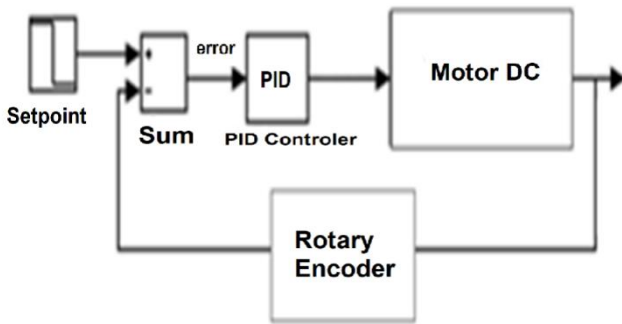 Setpoint
+
-
Sum
error
PID
PID Controler
Motor DC
Rotary
Encoder